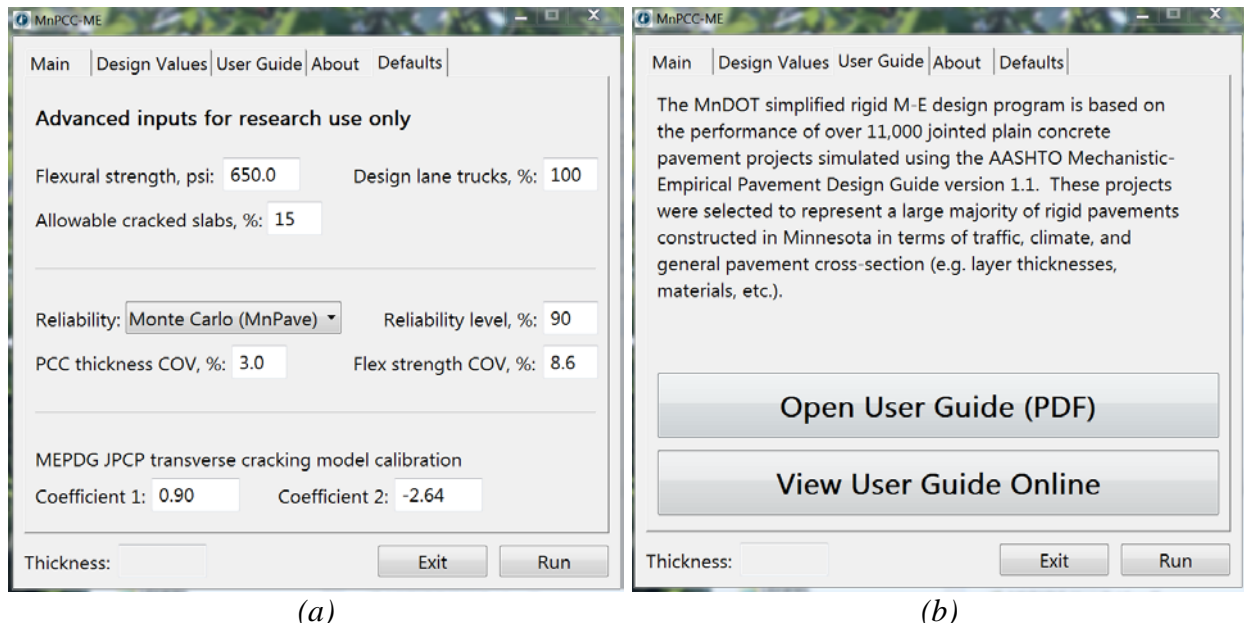 MnPCC-ME
Main Design Values User Guide About Defaults
Advanced inputs for research use only
Flexural strength, psi: 650.0 Design lane trucks, %: 100
Allowable cracked slabs, %: 15
Reliability: Monte Carlo (MnPave) Reliability level, %: 90
PCC thickness COV, %: 3.0 Flex strength COV, %: 8.6
MEPDG JPCP transverse cracking model calibration
Coefficient 1: 0.90 Coefficient 2: -2.64
Thickness: Exit Run
(a)
MnPCC-ME
Main Design Values User Guide About Defaults
The MnDOT simplified rigid M-E design program is based on
the performance of over 11,000 jointed plain concrete
pavement projects simulated using the AASHTO Mechanistic-
Empirical Pavement Design Guide version 1.1. These projects
were selected to represent a large majority of rigid pavements
constructed in Minnesota in terms of traffic, climate, and
general pavement cross-section (e.g. layer thicknesses,
materials, etc.).
Open User Guide (PDF)
View User Guide Online
Thickness: Exit Run
(b)